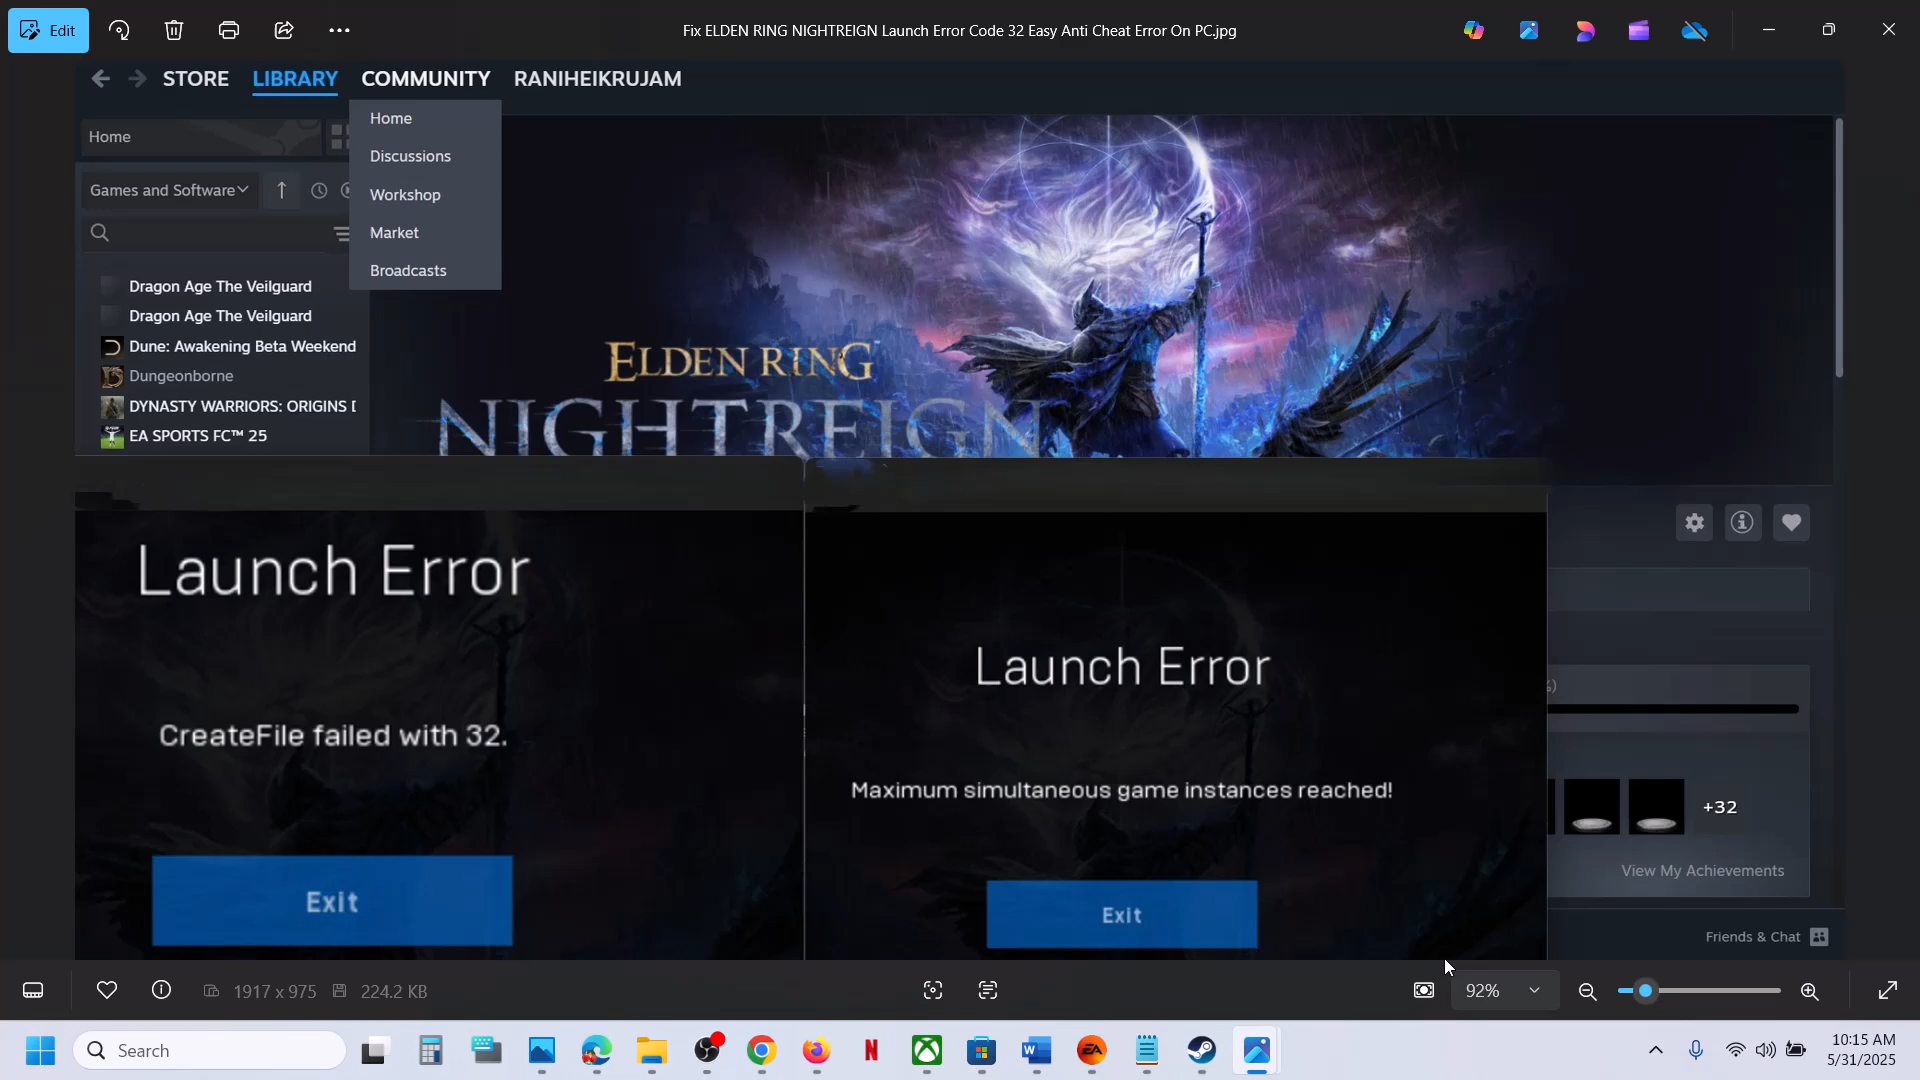 Edit
Fix ELDEN RING NIGHTREIGN Launch Error Code 32 Easy Anti Cheat Error On PC.jpg
STORE LIBRARY COMMUNITY RANIHEIKRUJAM
Home
Home
Discussions
Games and Software
Workshop
Market
Broadcasts
Dragon Age The Veilguard
Dragon Age The Veilguard
Dune: Awakening Beta Weekend
Dungeonborne
DYNASTY WARRIORS: ORIGINS
EA SPORTS FC™ 25
ELDEN RING
NIGHTREIGN
Launch Error
CreateFile failed with 32.
Exit
Launch Error
Maximum simultaneous game instances reached!
Exit
%)
+32
View My Achievements
Friends & Chat
1917 x 975 224.2 KB
92%
Search
10:15 AM
5/31/2025